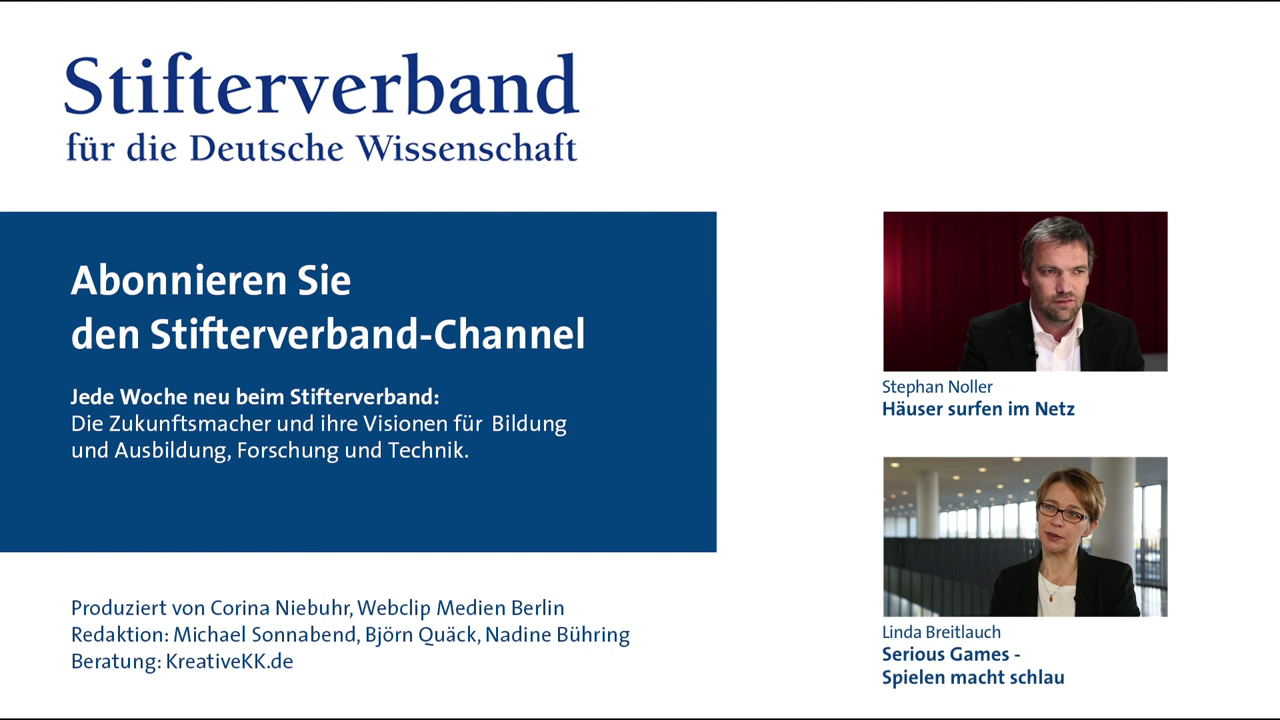 Stifterverband
für die Deutsche Wissenschaft
Abonnieren Sie
den Stifterverband-Channel
Jede Woche neu beim Stifterverband:
Die Zukunftsmacher und ihre Visionen für Bildung
und Ausbildung, Forschung und Technik.
Produziert von Corina Niebuhr, Webclip Medien Berlin
Redaktion: Michael Sonnabend, Björn Quäck, Nadine Bühring
Beratung: KreativeKK.de
Stephan Noller
Häuser surfen im Netz
Linda Breitlauch
Serious Games -
Spielen macht schlau